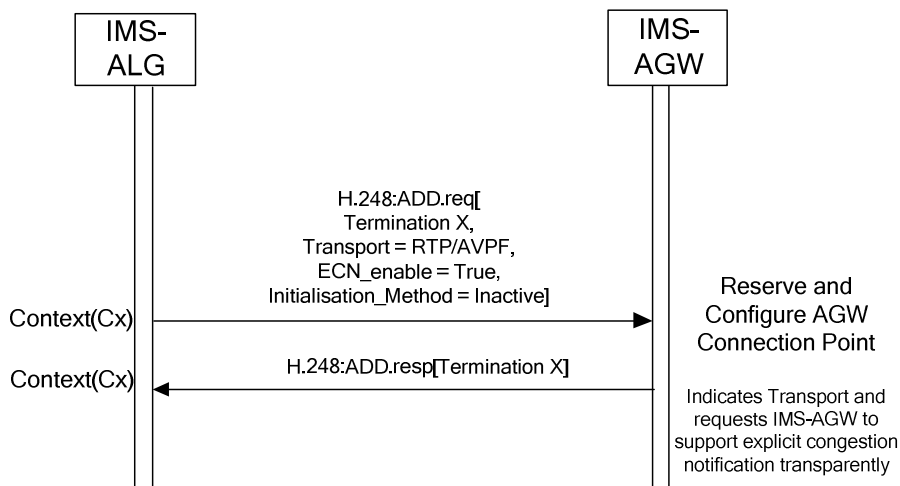 IMS-
ALG
IMS-
AGW
H.248:ADD.req[
Termination X,
Transport = RTP/AVPF,
ECN_enable = True,
Initialisation_Method = Inactive]
Context(Cx)
Reserve and
Configure AGW
Connection Point
H.248:ADD.resp[Termination X]
Context(Cx)
Indicates Transport and
requests IMS-AGW to
support explicit congestion
notification transparently